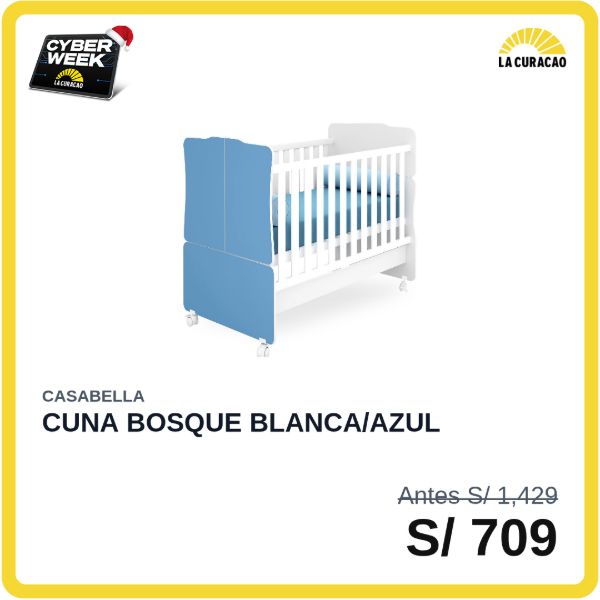 CYBER
WEEK
LA CURACAO
LA CURACAO
CASABELLA
CUNA BOSQUE BLANCA/AZUL
Antes S/ 1,429
S/ 709